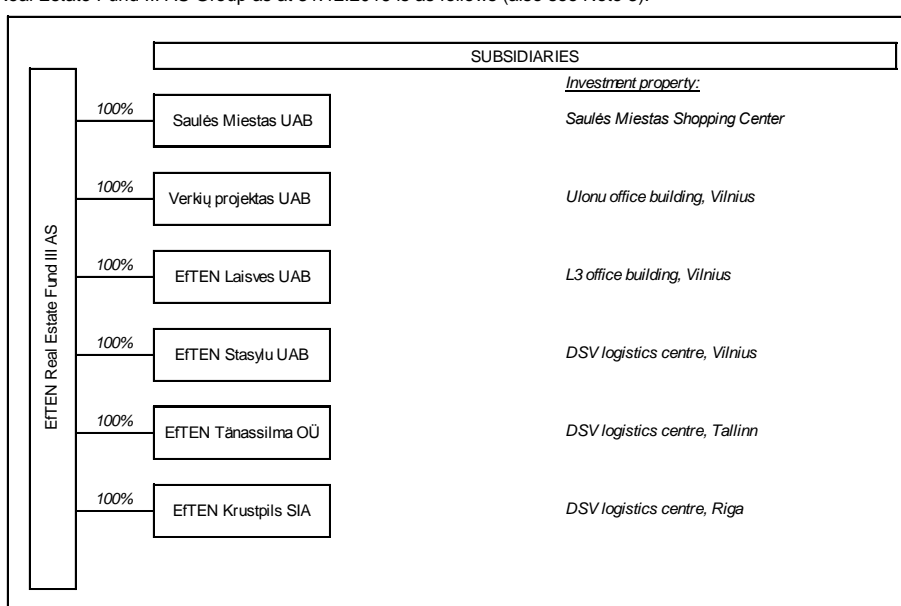 SUBSIDIARIES
Investment property:
EfTEN Real Estate Fund III AS
100%
Saulės Miestas UAB
Saulės Miestas Shopping Center
100%
Verkių projektas UAB
Ulonu office building, Vilnius
100%
EfTEN Laisves UAB
L3 office building, Vilnius
100%
EfTEN Stasylu UAB
DSV logistics centre, Vilnius
100%
EfTEN Tänassilma OÜ
DSV logistics centre, Tallinn
100%
EfTEN Krustpils SIA
DSV logistics centre, Riga